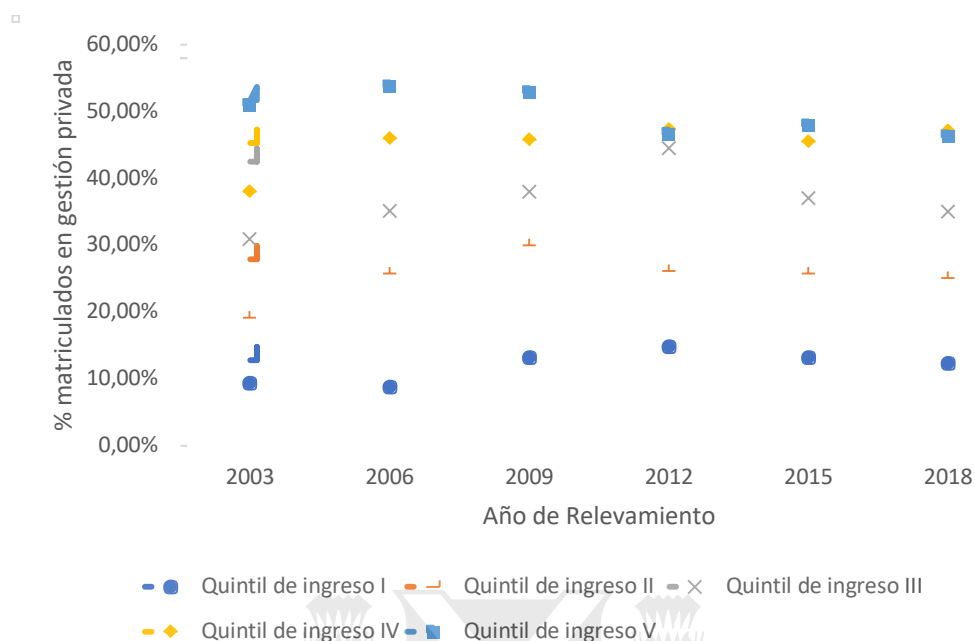 60,00%
50,00%
40,00%
30,00%
20,00%
10,00%
0,00%
% matriculados en gestión privada
2003 2006 2009 2012 2015 2018
Año de Relevamiento
Quintil de ingreso I Quintil de ingreso II Quintil de ingreso III
Quintil de ingreso IV Quintil de ingreso V